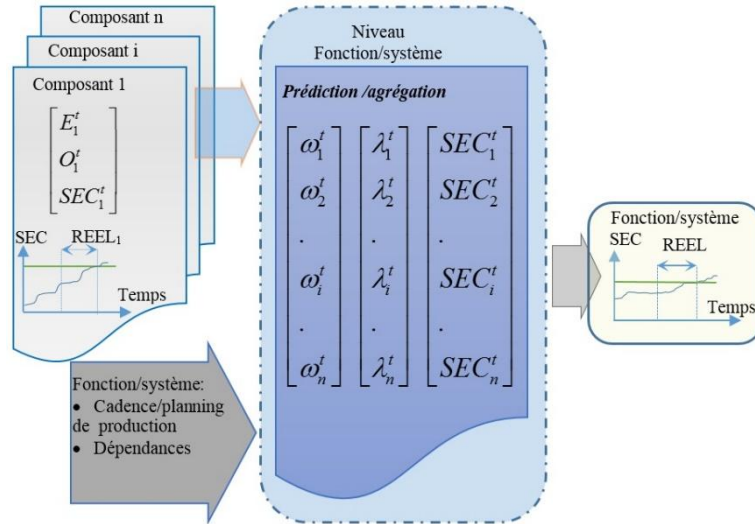 Composant n
Composant i
Composant 1
E_1^t
O_1^t
SEC_1^t
SEC REEL₁
Temps
Fonction/système:
• Cadence/planning
de production
• Dépendances
Niveau
Fonction/système
Prédiction /agrégation
ω_1^t λ_1^t SEC_1^t
ω_2^t λ_2^t SEC_2^t
. . .
ω_i^t λ_i^t SEC_i^t
. . .
ω_n^t λ_n^t SEC_n^t
Fonction/système
SEC REEL
Temps